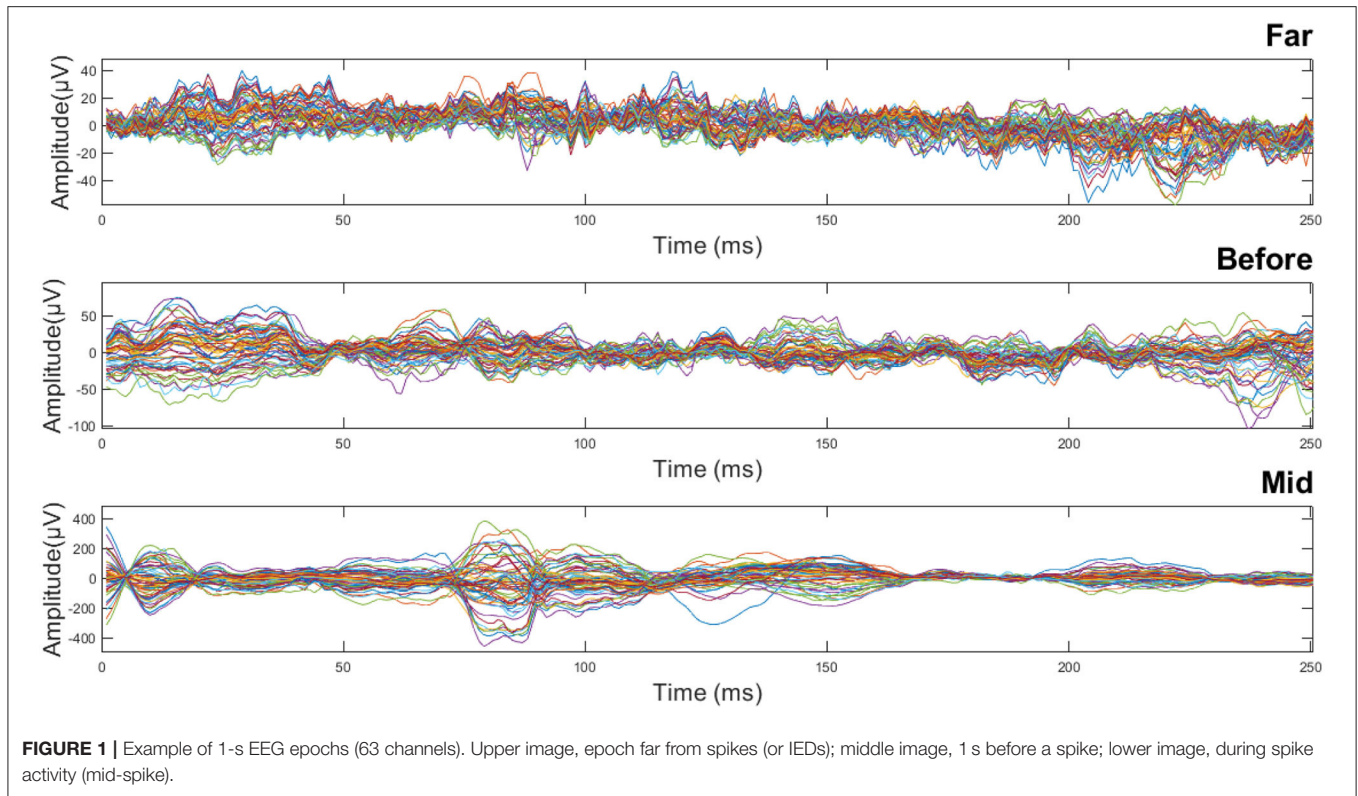 Far
Amplitude(µV)
40
20
0
-20
-40
0
50
100
150
200
250
Time (ms)
Before
Amplitude(µV)
50
0
-50
-100
0
50
100
150
200
250
Time (ms)
Mid
Amplitude(µV)
400
200
0
-200
-400
0
50
100
150
200
250
Time (ms)
FIGURE 1 | Example of 1-s EEG epochs (63 channels). Upper image, epoch far from spikes (or IEDs); middle image, 1 s before a spike; lower image, during spike
activity (mid-spike).